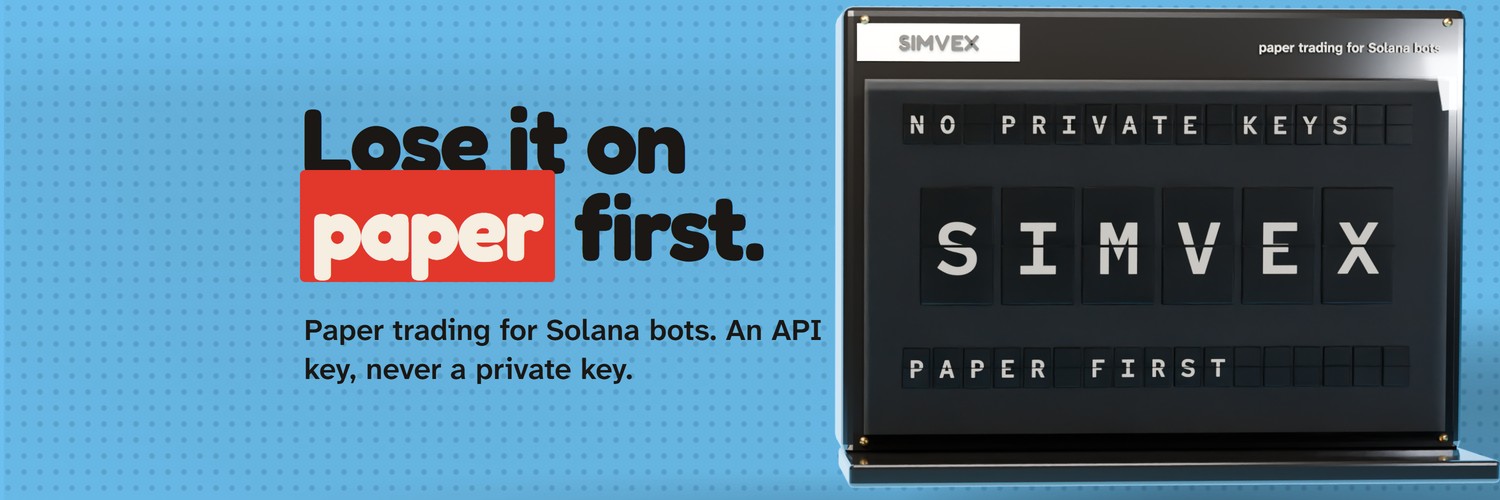 Lose it on
paper first.
Paper trading for Solana bots. An API
key, never a private key.
SIMVEX
paper trading for Solana bots
NO PRIVATE KEYS
SIMVEX
PAPER FIRST